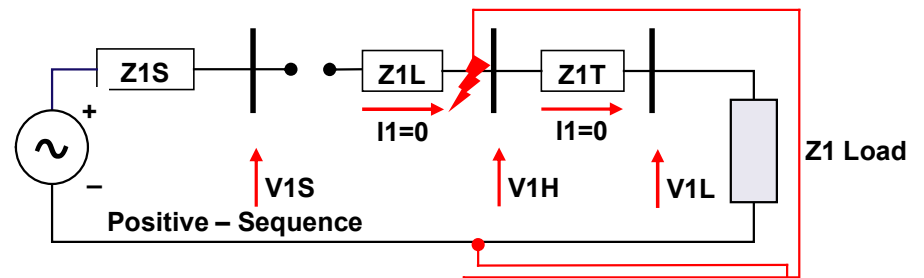 Z1S
Z1L
Z1T
+
I1=0
I1=0
Z1 Load
–
V1S
V1H
V1L
Positive – Sequence